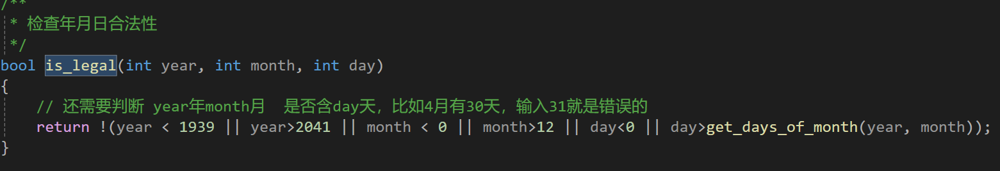 /**
 * 检查年月日合法性
 */
bool is_legal(int year, int month, int day)
{
    // 还需要判断 year年month月  是否含day天，比如4月有30天，输入31就是错误的
    return !(year < 1939 || year>2041 || month < 0 || month>12 || day<0 || day>get_days_of_month(year, month));
}